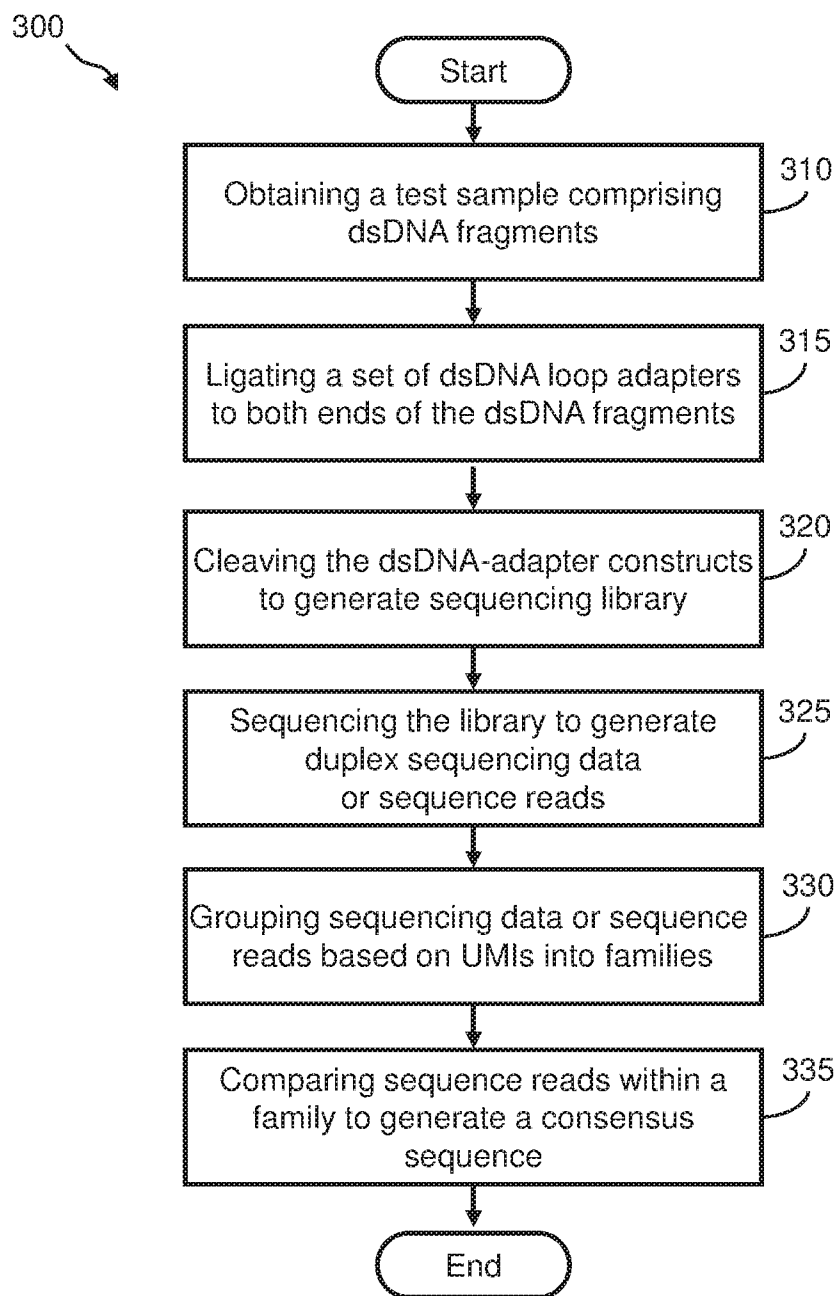 300
Start
310
Obtaining a test sample comprising
dsDNA fragments
315
Ligating a set of dsDNA loop adapters
to both ends of the dsDNA fragments
320
Cleaving the dsDNA-adapter constructs
to generate sequencing library
325
Sequencing the library to generate
duplex sequencing data
or sequence reads
330
Grouping sequencing data or sequence
reads based on UMIs into families
335
Comparing sequence reads within a
family to generate a consensus
sequence
End